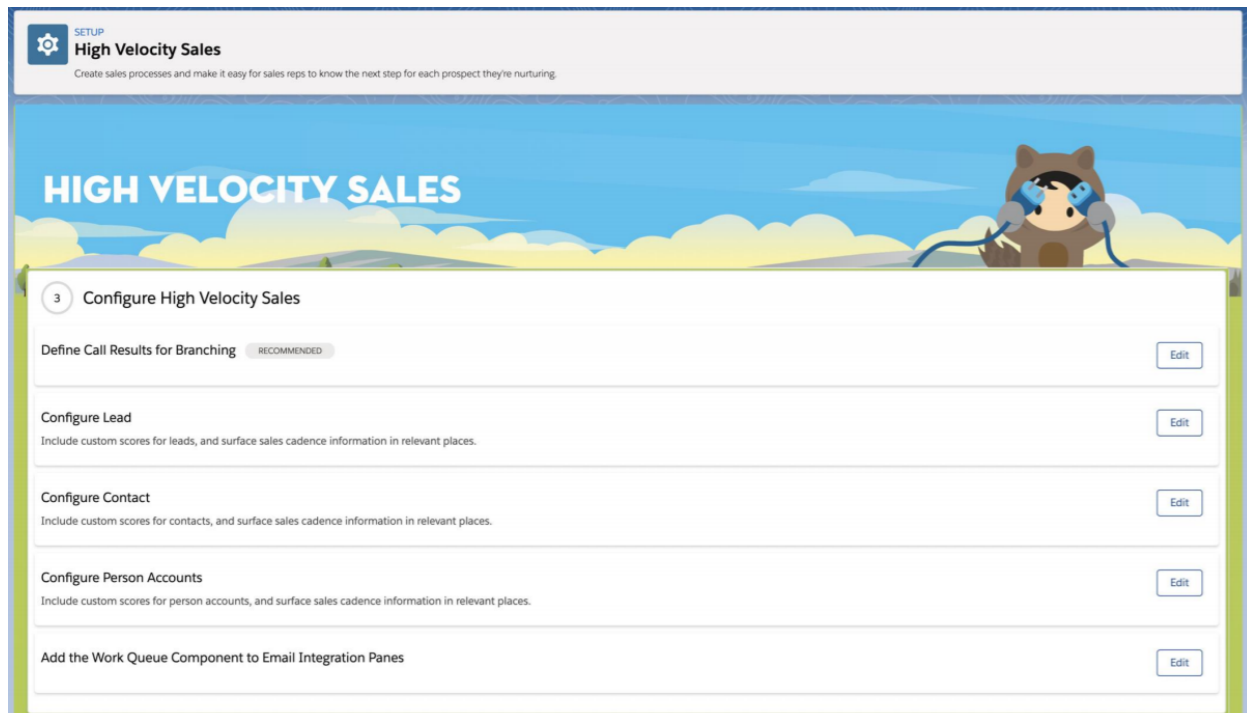 SETUP
High Velocity Sales
Create sales processes and make it easy for sales reps to know the next step for each prospect they're nurturing.
HIGH VELOCITY SALES
3 Configure High Velocity Sales
Define Call Results for Branching RECOMMENDED Edit
Configure Lead Edit
Include custom scores for leads, and surface sales cadence information in relevant places.
Configure Contact Edit
Include custom scores for contacts, and surface sales cadence information in relevant places.
Configure Person Accounts Edit
Include custom scores for person accounts, and surface sales cadence information in relevant places.
Add the Work Queue Component to Email Integration Panes Edit